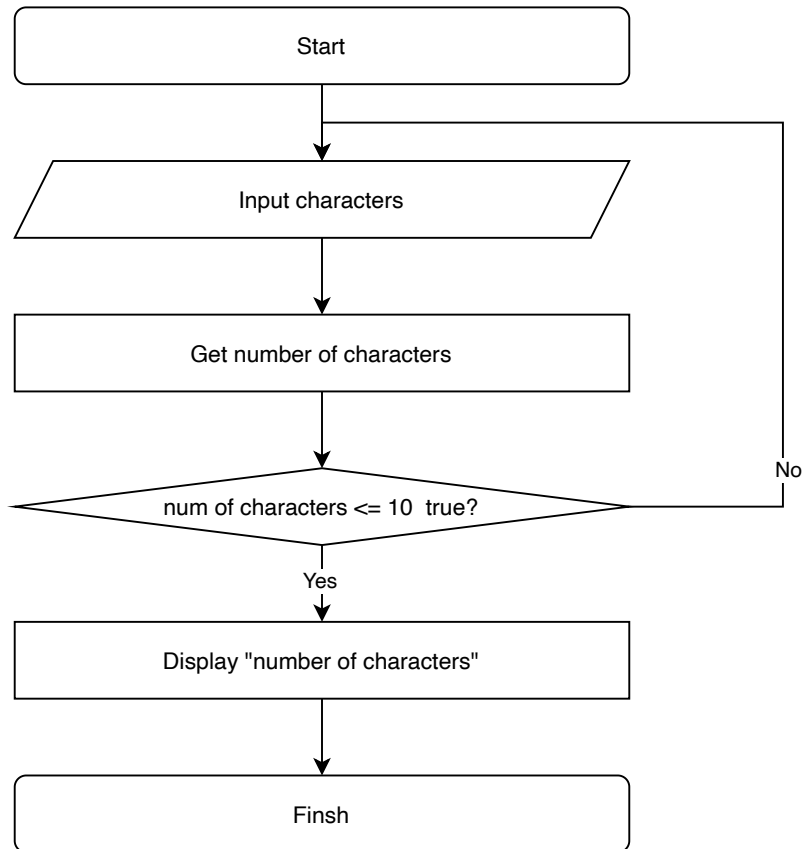 Start
Input characters
Get number of characters
num of characters <= 10  true?
No
Yes
Display "number of characters"
Finsh